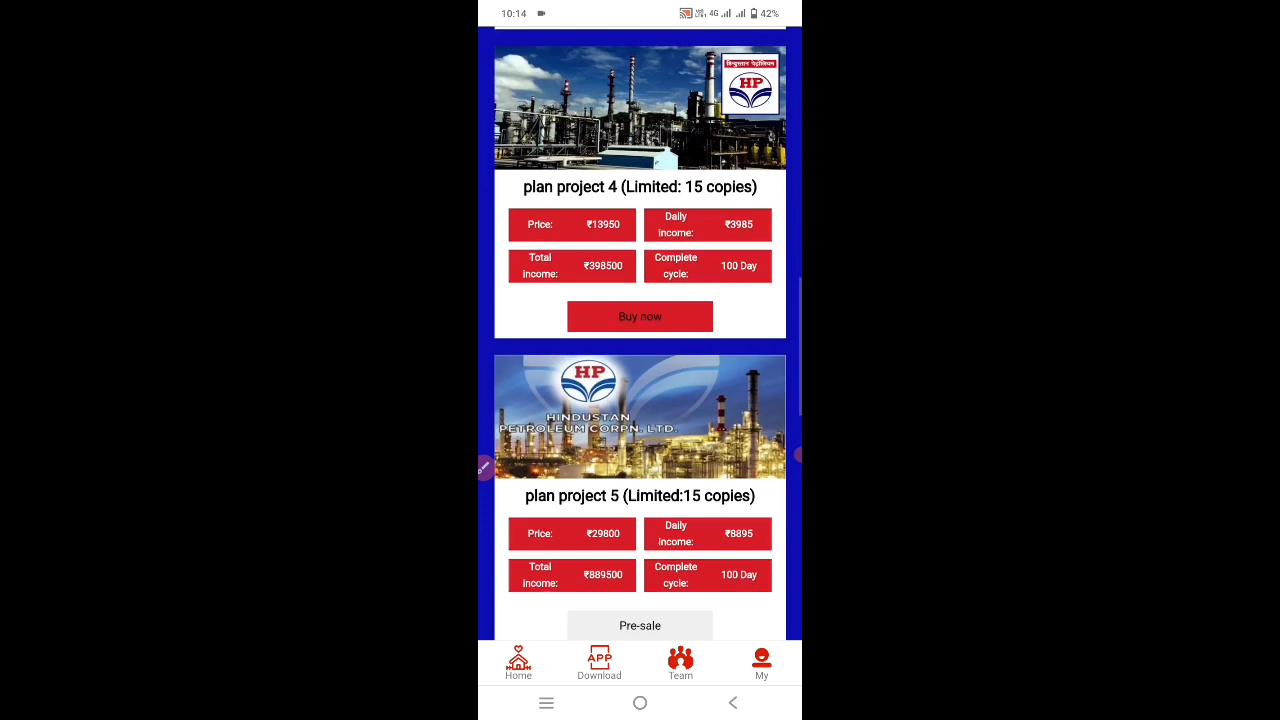 10:14
4G
42%
हिन्दुस्तान पेट्रोलियम
HP
plan project 4 (Limited: 15 copies)
Price: ₹13950
Daily income: ₹3985
Total income: ₹398500
Complete cycle: 100 Day
Buy now
HP
HINDUSTAN
PETROLEUM CORPN. LTD.
plan project 5 (Limited:15 copies)
Price: ₹29800
Daily income: ₹8895
Total income: ₹889500
Complete cycle: 100 Day
Pre-sale
APP
Home Download Team My